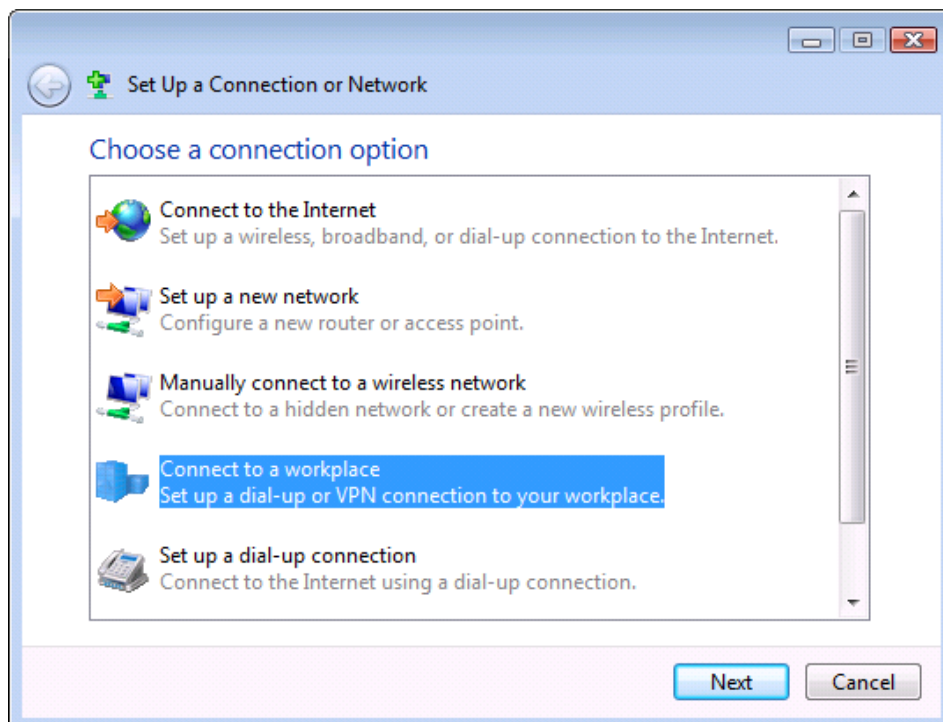 Set Up a Connection or Network
Choose a connection option
Connect to the Internet
Set up a wireless, broadband, or dial-up connection to the Internet.
Set up a new network
Configure a new router or access point.
Manually connect to a wireless network
Connect to a hidden network or create a new wireless profile.
Connect to a workplace
Set up a dial-up or VPN connection to your workplace.
Set up a dial-up connection
Connect to the Internet using a dial-up connection.
Next
Cancel